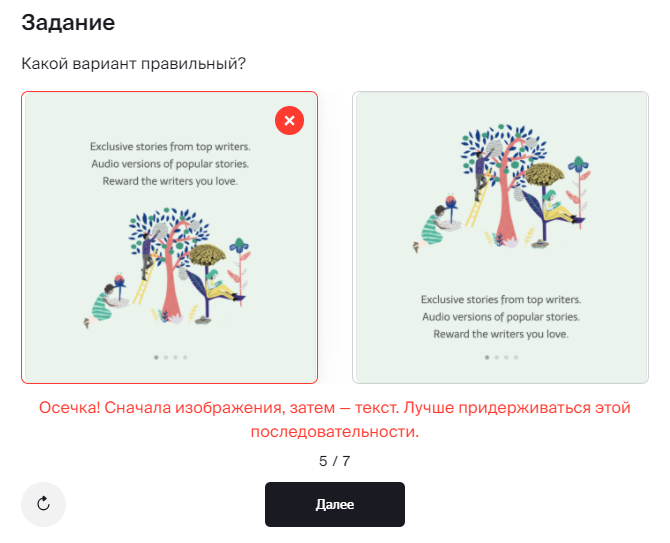 Задание
Какой вариант правильный?
Exclusive stories from top writers.
Audio versions of popular stories.
Reward the writers you love.
Exclusive stories from top writers.
Audio versions of popular stories.
Reward the writers you love.
Осечка! Сначала изображения, затем — текст. Лучше придерживаться этой
последовательности.
5 / 7
Далее